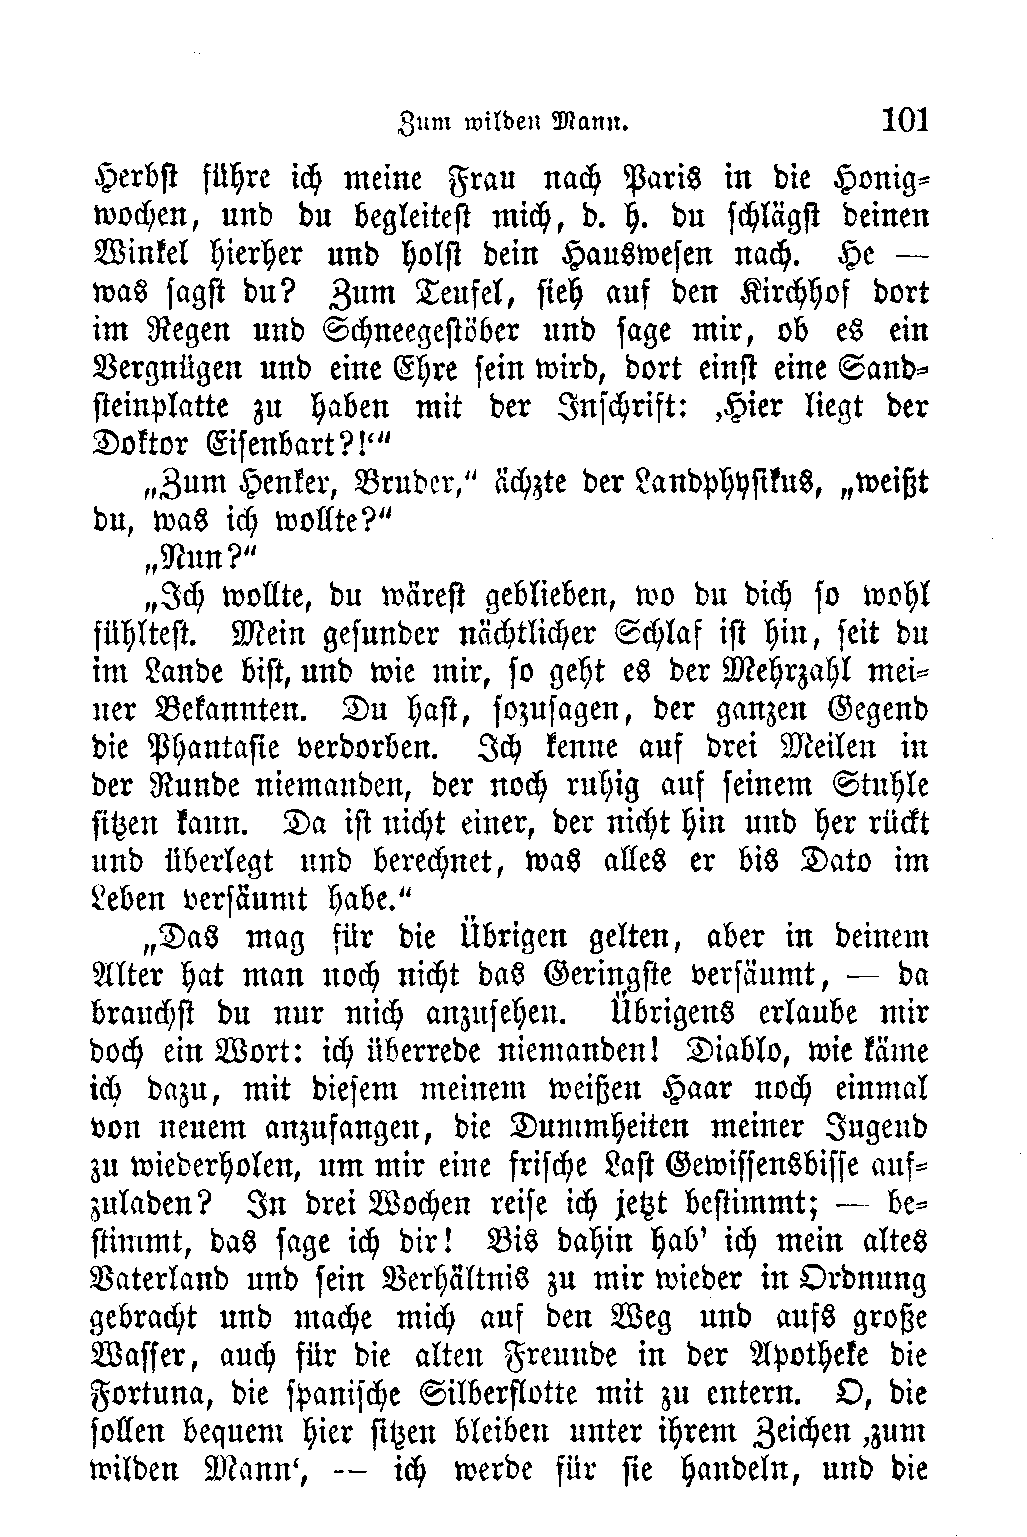 Zum wilden Mann. 101
Herbst führe ich meine Frau nach Paris in die Honig-
wochen, und du begleitest mich, d. h. du schlägst deinen
Winkel hierher und holst dein Hauswesen nach. He —
was sagst du? Zum Teufel, sieh auf den Kirchhof dort
im Regen und Schneegestöber und sage mir, ob es ein
Vergnügen und eine Ehre sein wird, dort einst eine Sand-
steinplatte zu haben mit der Inschrift: ‚Hier liegt der
Doktor Eisenbart?!‘“
„Zum Henker, Bruder,“ ächzte der Landphysikus, „weißt
du, was ich wollte?“
„Nun?“
„Ich wollte, du wärest geblieben, wo du dich so wohl
fühltest. Mein gesunder nächtlicher Schlaf ist hin, seit du
im Lande bist, und wie mir, so geht es der Mehrzahl mei-
ner Bekannten. Du hast, sozusagen, der ganzen Gegend
die Phantasie verdorben. Ich kenne auf drei Meilen in
der Runde niemanden, der noch ruhig auf seinem Stuhle
sitzen kann. Da ist nicht einer, der nicht hin und her rückt
und überlegt und berechnet, was alles er bis Dato im
Leben versäumt habe.“
„Das mag für die Übrigen gelten, aber in deinem
Alter hat man noch nicht das Geringste versäumt, — da
brauchst du nur mich anzusehen. Übrigens erlaube mir
doch ein Wort: ich überrede niemanden! Diablo, wie käme
ich dazu, mit diesem meinem weißen Haar noch einmal
von neuem anzufangen, die Dummheiten meiner Jugend
zu wiederholen, um mir eine frische Last Gewissensbisse auf-
zuladen? In drei Wochen reise ich jetzt bestimmt; — be-
stimmt, das sage ich dir! Bis dahin hab' ich mein altes
Vaterland und sein Verhältnis zu mir wieder in Ordnung
gebracht und mache mich auf den Weg und aufs große
Wasser, auch für die alten Freunde in der Apotheke die
Fortuna, die spanische Silberflotte mit zu entern. O, die
sollen bequem hier sitzen bleiben unter ihrem Zeichen ‚zum
wilden Mann‘, — ich werde für sie handeln, und die